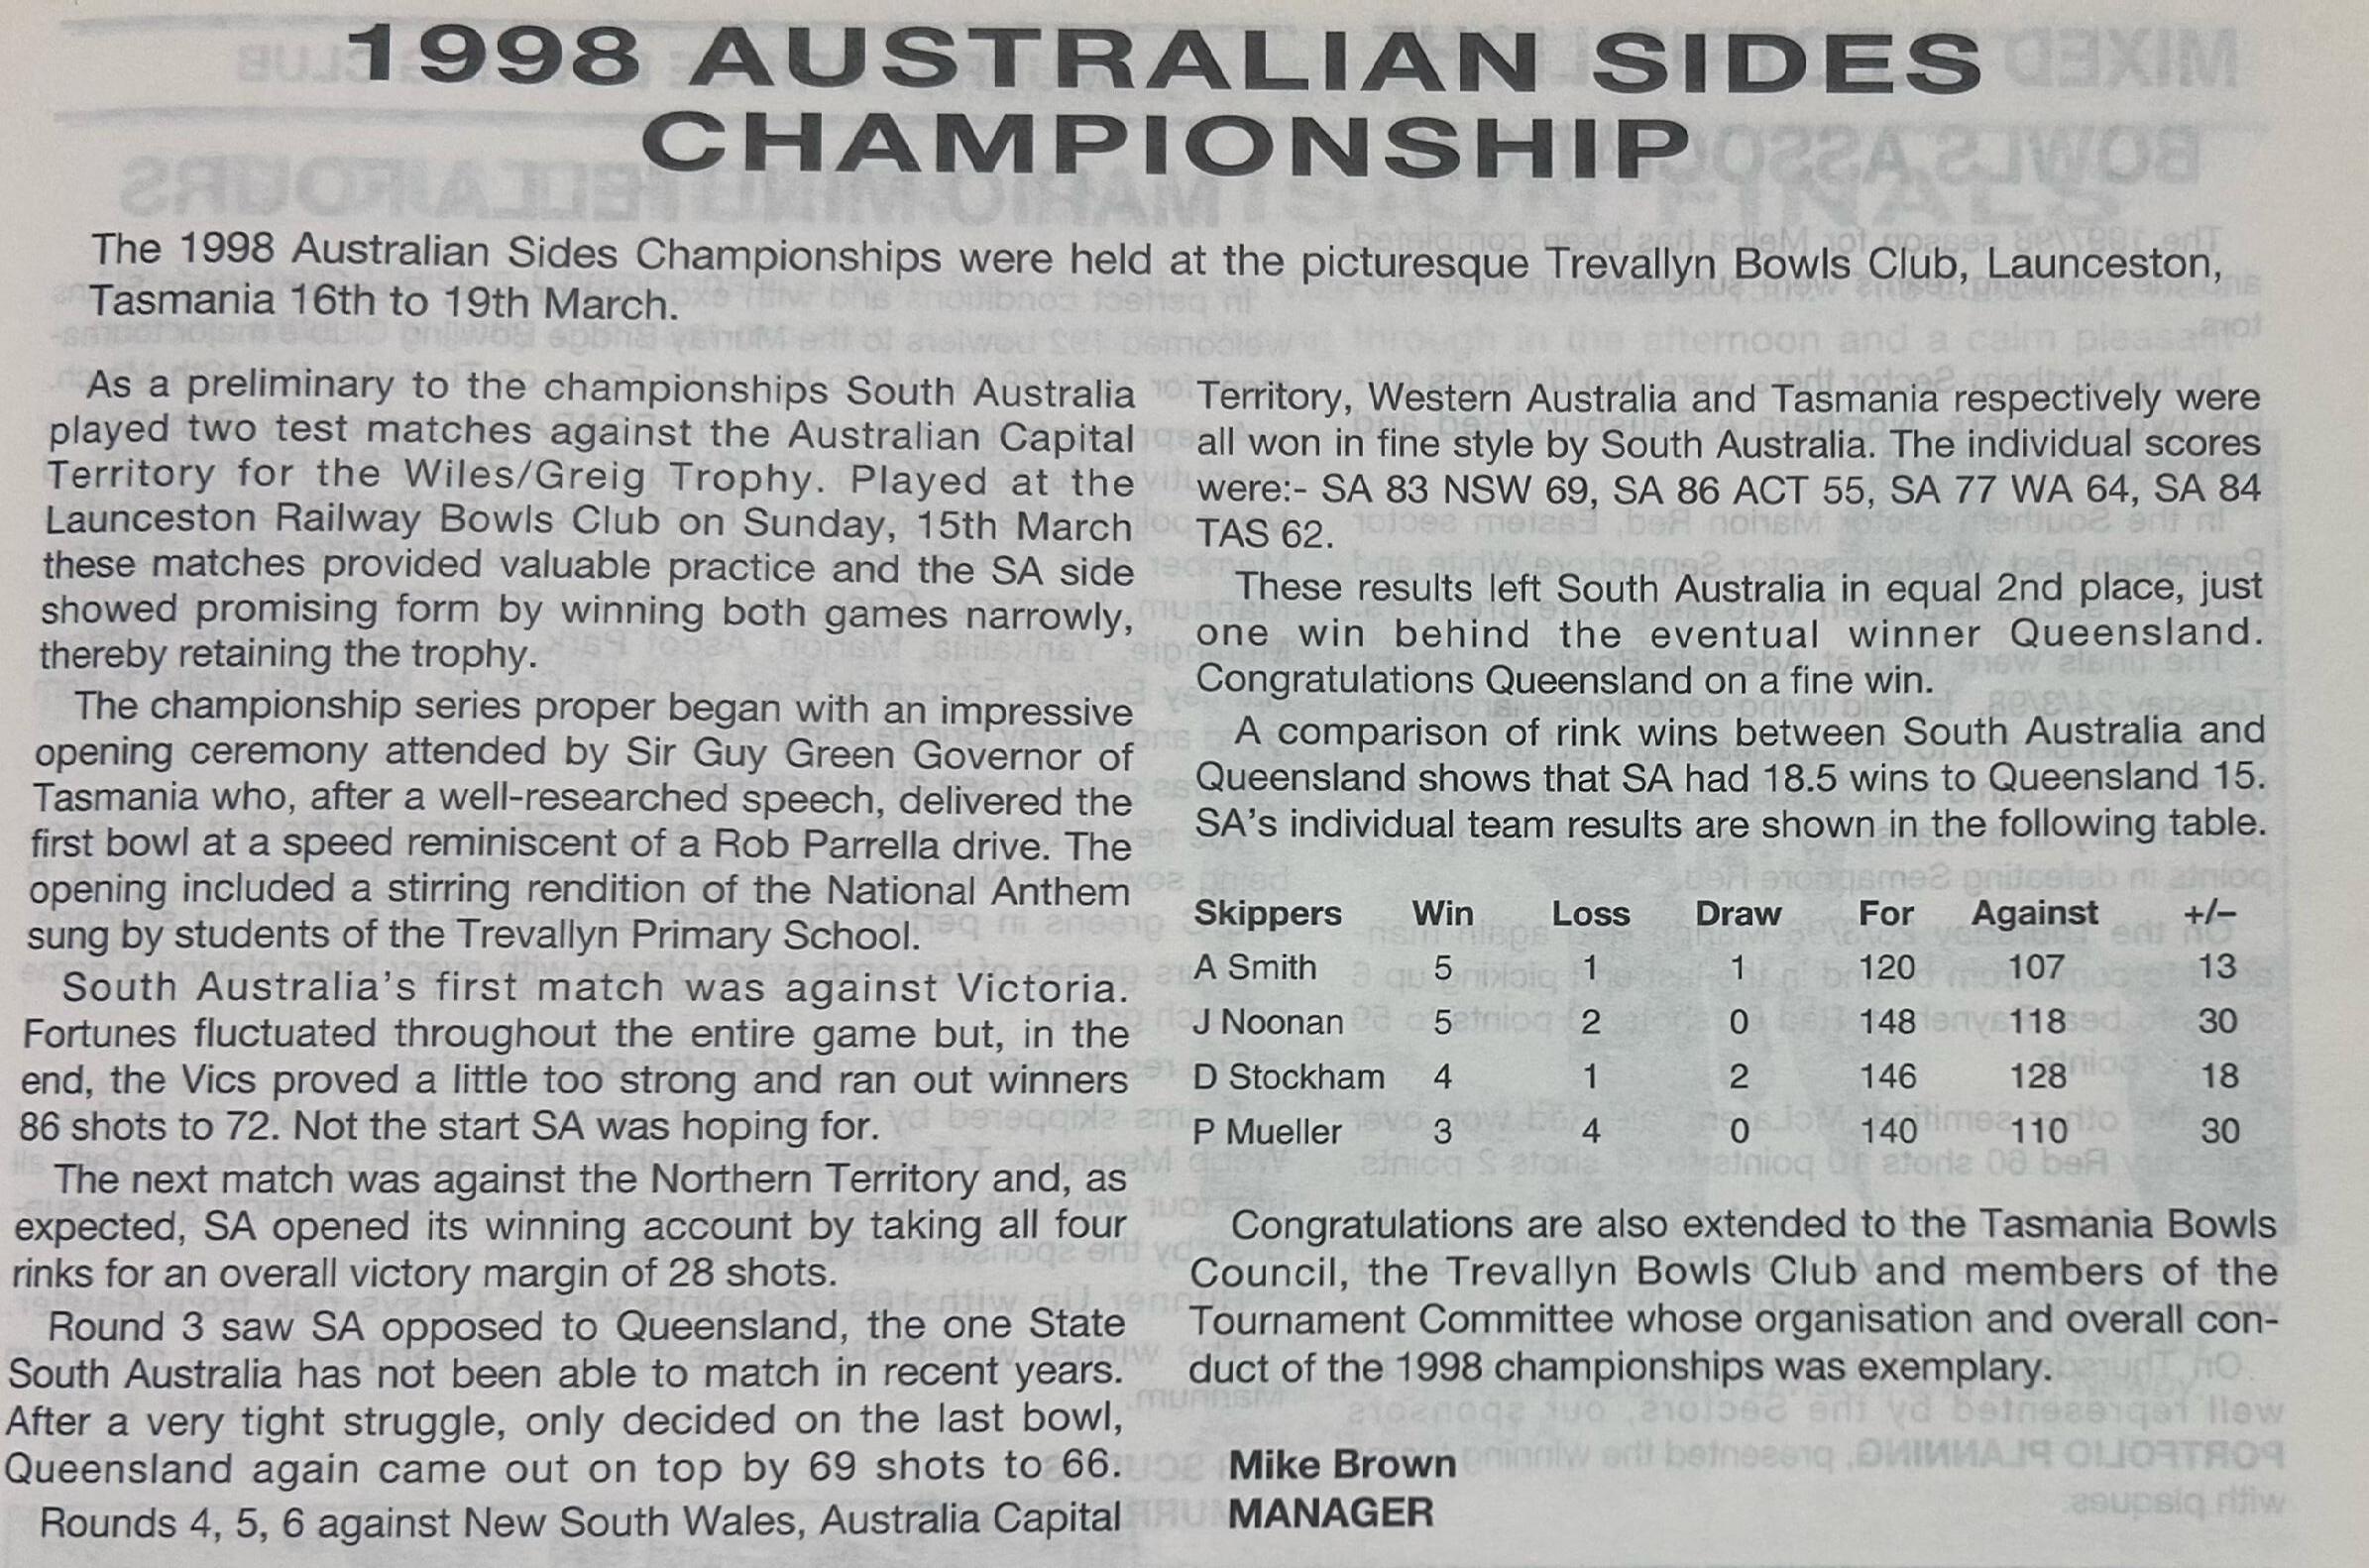 1998 AUSTRALIAN SIDES
CHAMPIONSHIP
The 1998 Australian Sides Championships were held at the picturesque Trevallyn Bowls Club, Launceston,
Tasmania 16th to 19th March.
As a preliminary to the championships South Australia
played two test matches against the Australian Capital
Territory for the Wiles/Greig Trophy. Played at the
Launceston Railway Bowls Club on Sunday, 15th March
these matches provided valuable practice and the SA side
showed promising form by winning both games narrowly,
thereby retaining the trophy.
The championship series proper began with an impressive
opening ceremony attended by Sir Guy Green Governor of
Tasmania who, after a well-researched speech, delivered the
first bowl at a speed reminiscent of a Rob Parrella drive. The
opening included a stirring rendition of the National Anthem
sung by students of the Trevallyn Primary School.
South Australia's first match was against Victoria.
Fortunes fluctuated throughout the entire game but, in the
end, the Vics proved a little too strong and ran out winners
86 shots to 72. Not the start SA was hoping for.
The next match was against the Northern Territory and, as
expected, SA opened its winning account by taking all four
rinks for an overall victory margin of 28 shots.
Round 3 saw SA opposed to Queensland, the one State
South Australia has not been able to match in recent years.
After a very tight struggle, only decided on the last bowl,
Queensland again came out on top by 69 shots to 66.
Rounds 4, 5, 6 against New South Wales, Australia Capital
Territory, Western Australia and Tasmania respectively were
all won in fine style by South Australia. The individual scores
were:- SA 83 NSW 69, SA 86 ACT 55, SA 77 WA 64, SA 84
TAS 62.
These results left South Australia in equal 2nd place, just
one win behind the eventual winner Queensland.
Congratulations Queensland on a fine win.
A comparison of rink wins between South Australia and
Queensland shows that SA had 18.5 wins to Queensland 15.
SA's individual team results are shown in the following table.
Skippers Win Loss Draw For Against +/–
A Smith 5 1 1 120 107 13
J Noonan 5 2 0 148 118 30
D Stockham 4 1 2 146 128 18
P Mueller 3 4 0 140 110 30
Congratulations are also extended to the Tasmania Bowls
Council, the Trevallyn Bowls Club and members of the
Tournament Committee whose organisation and overall con-
duct of the 1998 championships was exemplary.
Mike Brown
MANAGER